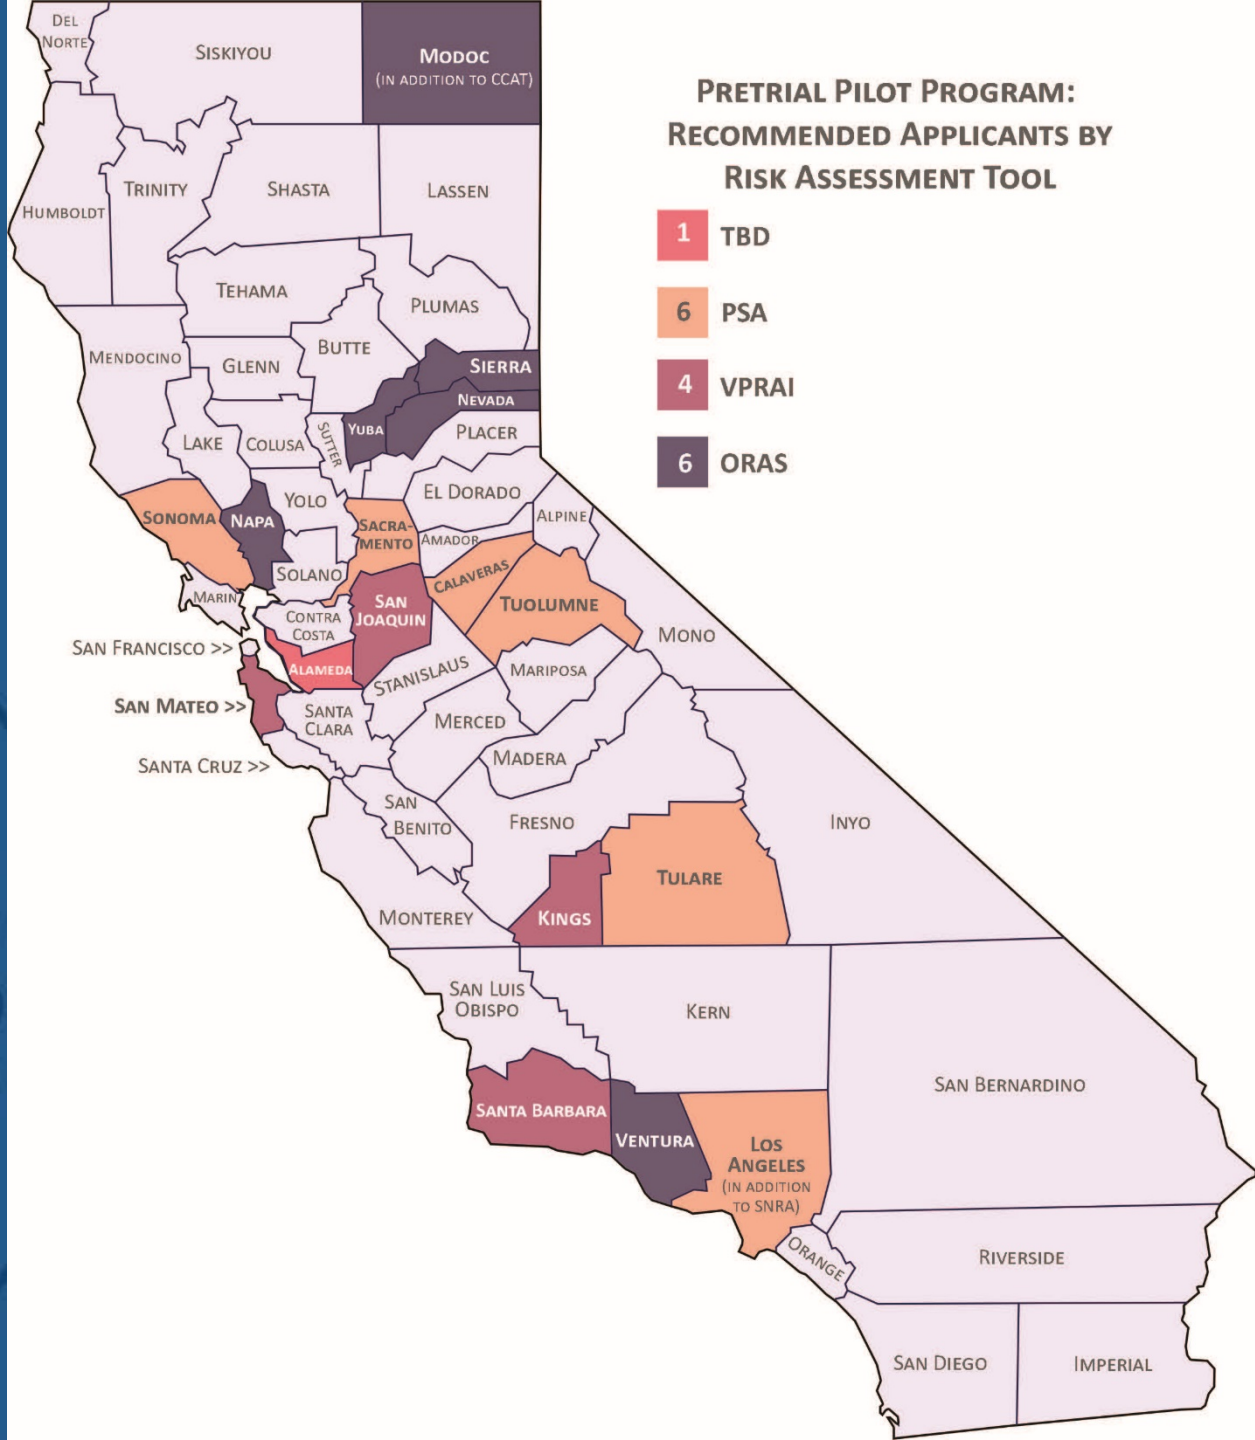 PRETRIAL PILOT PROGRAM:
RECOMMENDED APPLICANTS BY
RISK ASSESSMENT TOOL
1 TBD
6 PSA
4 VPRAI
6 ORAS
DEL
NORTE
SISKIYOU
MODOC
(IN ADDITION TO CCAT)
HUMBOLDT
TRINITY
SHASTA
LASSEN
TEHAMA
PLUMAS
MENDOCINO
GLENN
BUTTE
SIERRA
NEVADA
LAKE
COLUSA
SUTTER
YUBA
PLACER
SONOMA
NAPA
YOLO
SACRA-
MENTO
EL DORADO
AMADOR
ALPINE
SOLANO
CALAVERAS
MARIN
CONTRA
COSTA
SAN
JOAQUIN
TUOLUMNE
MONO
SAN FRANCISCO >>
ALAMEDA
STANISLAUS
MARIPOSA
SAN MATEO >>
SANTA
CLARA
MERCED
MADERA
SANTA CRUZ >>
SAN
BENITO
FRESNO
INYO
TULARE
MONTEREY
KINGS
SAN LUIS
OBISPO
KERN
SANTA BARBARA
VENTURA
LOS
ANGELES
(IN ADDITION
TO SNRA)
SAN BERNARDINO
ORANGE
RIVERSIDE
SAN DIEGO
IMPERIAL